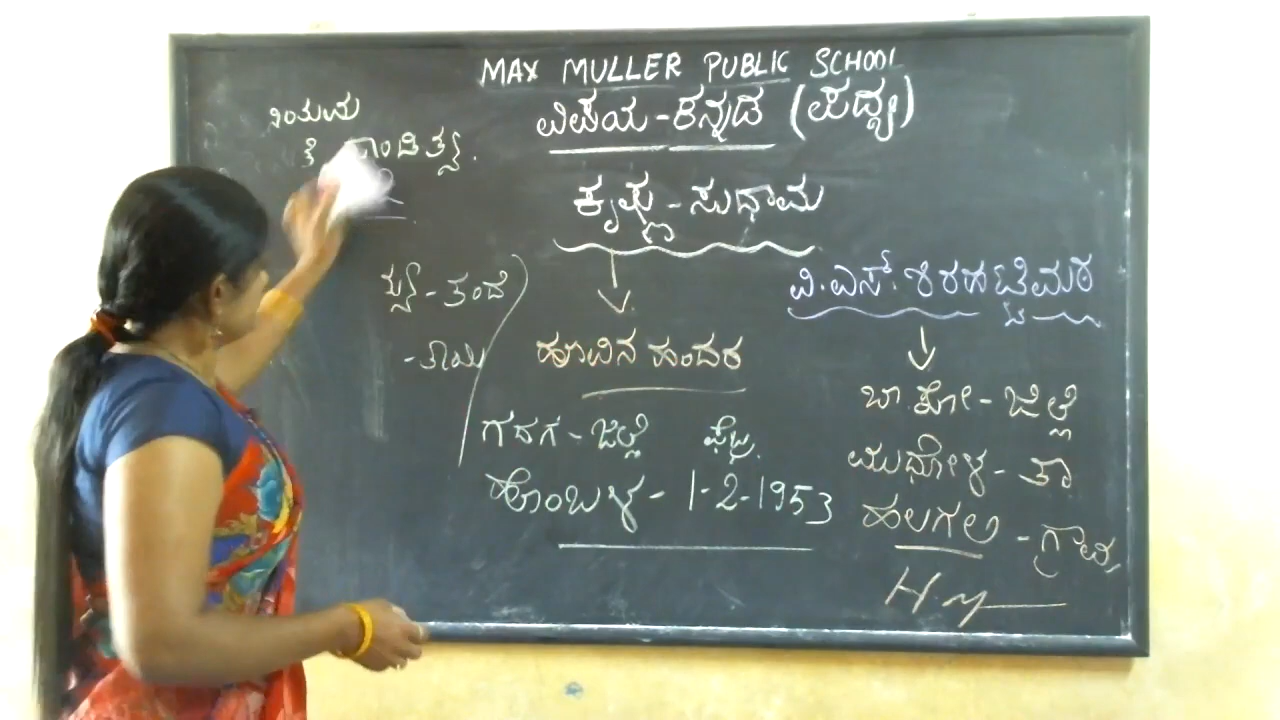 MAX MULLER PUBLIC SCHOOL
ವಿಷಯ - ಕನ್ನಡ (ಪದ್ಯ)
ಕೃಷ್ಣ - ಸುಧಾಮ
- ತಂದೆ
- ತಾಯಿ
ಹೂವಿನ ಹಂದರ
ಗದಗ - ಜಿಲ್ಲೆ ಫೆಬ್ರು.
ಹೊಂಬಳ - 1-2-1953
ವಿ.ಎಸ್. ಶಿರಹಟ್ಟಿಮಠ
ಬಾಕೋ - ಜಿಲ್ಲೆ
ಮುಧೋಳ - ತಾ
ಹಲಗಲಿ - ಗ್ರಾಮ